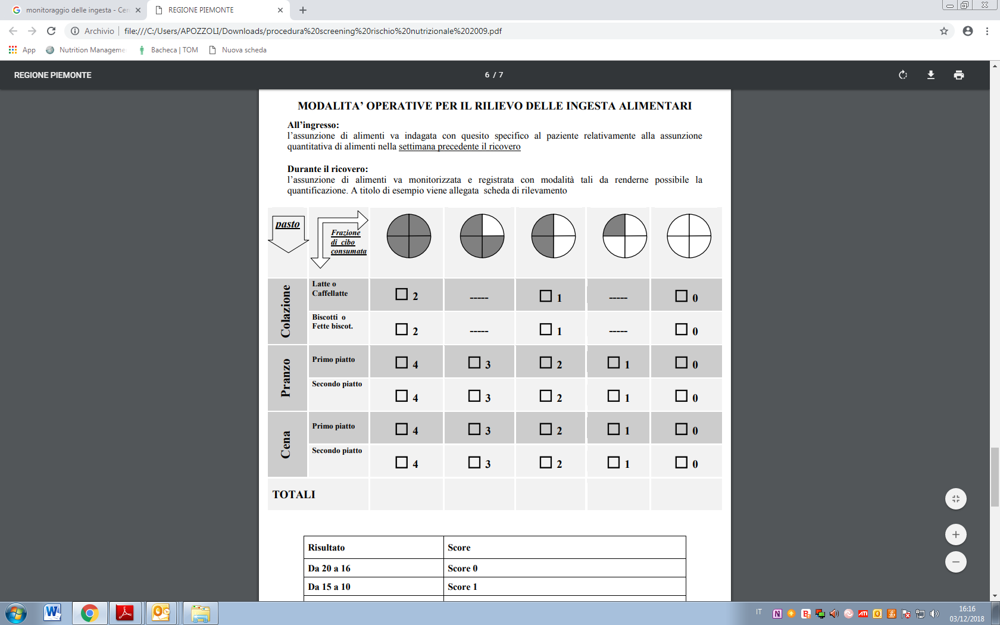 monitoraggio delle ingesta - Cer
REGIONE PIEMONTE
Archivio
file:///C:/Users/APOZZOLI/Downloads/procedura%20screening%20rischio%20nutrizionale%202009.pdf
App
Nutrition Manageme
Bacheca | TOM
Nuova scheda
REGIONE PIEMONTE
6 / 7
MODALITA' OPERATIVE PER IL RILIEVO DELLE INGESTA ALIMENTARI
All'ingresso:
l'assunzione di alimenti va indagata con quesito specifico al paziente relativamente alla assunzione
quantitativa di alimenti nella settimana precedente il ricovero
Durante il ricovero:
l'assunzione di alimenti va monitorizzata e registrata con modalità tali da renderne possibile la
quantificazione. A titolo di esempio viene allegata scheda di rilevamento
pasto
Frazione
di cibo
consumata
Colazione
Latte o
Caffellatte
2 ----- 1 ----- 0
Biscotti o
Fette biscot.
2 ----- 1 ----- 0
Pranzo
Primo piatto
4 3 2 1 0
Secondo piatto
4 3 2 1 0
Cena
Primo piatto
4 3 2 1 0
Secondo piatto
4 3 2 1 0
TOTALI
Risultato Score
Da 20 a 16 Score 0
Da 15 a 10 Score 1
IT
16:16
03/12/2018